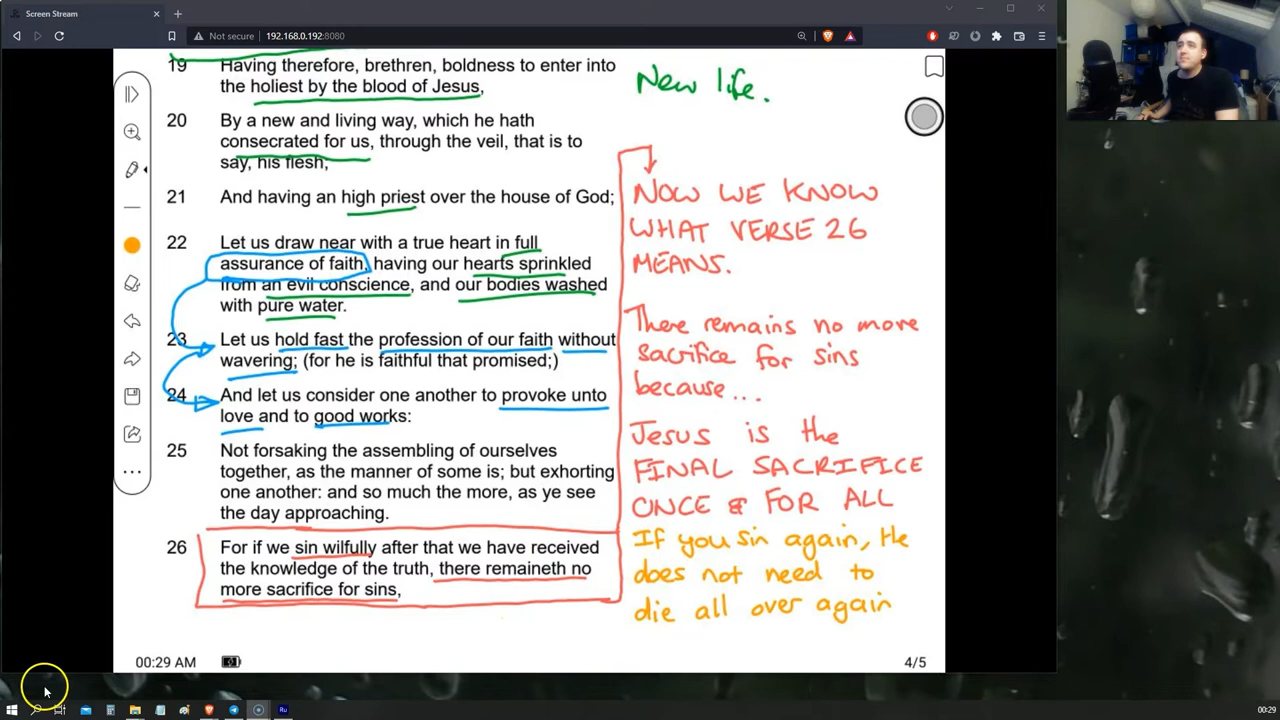 Screen Stream
Not secure
192.168.0.192:8080
19 Having therefore, brethren, boldness to enter into
the holiest by the blood of Jesus,
20 By a new and living way, which he hath
consecrated for us, through the veil, that is to
say, his flesh;
21 And having an high priest over the house of God;
22 Let us draw near with a true heart in full
assurance of faith, having our hearts sprinkled
from an evil conscience, and our bodies washed
with pure water.
23 Let us hold fast the profession of our faith without
wavering; (for he is faithful that promised;)
24 And let us consider one another to provoke unto
love and to good works:
25 Not forsaking the assembling of ourselves
together, as the manner of some is; but exhorting
one another: and so much the more, as ye see
the day approaching.
26 For if we sin wilfully after that we have received
the knowledge of the truth, there remaineth no
more sacrifice for sins,
New life.
NOW WE KNOW
WHAT VERSE 26
MEANS.
There remains no more
sacrifice for sins
because...
Jesus is the
FINAL SACRIFICE
ONCE & FOR ALL
If you sin again, He
does not need to
die all over again
00:29 AM
4/5
Ru
00:29